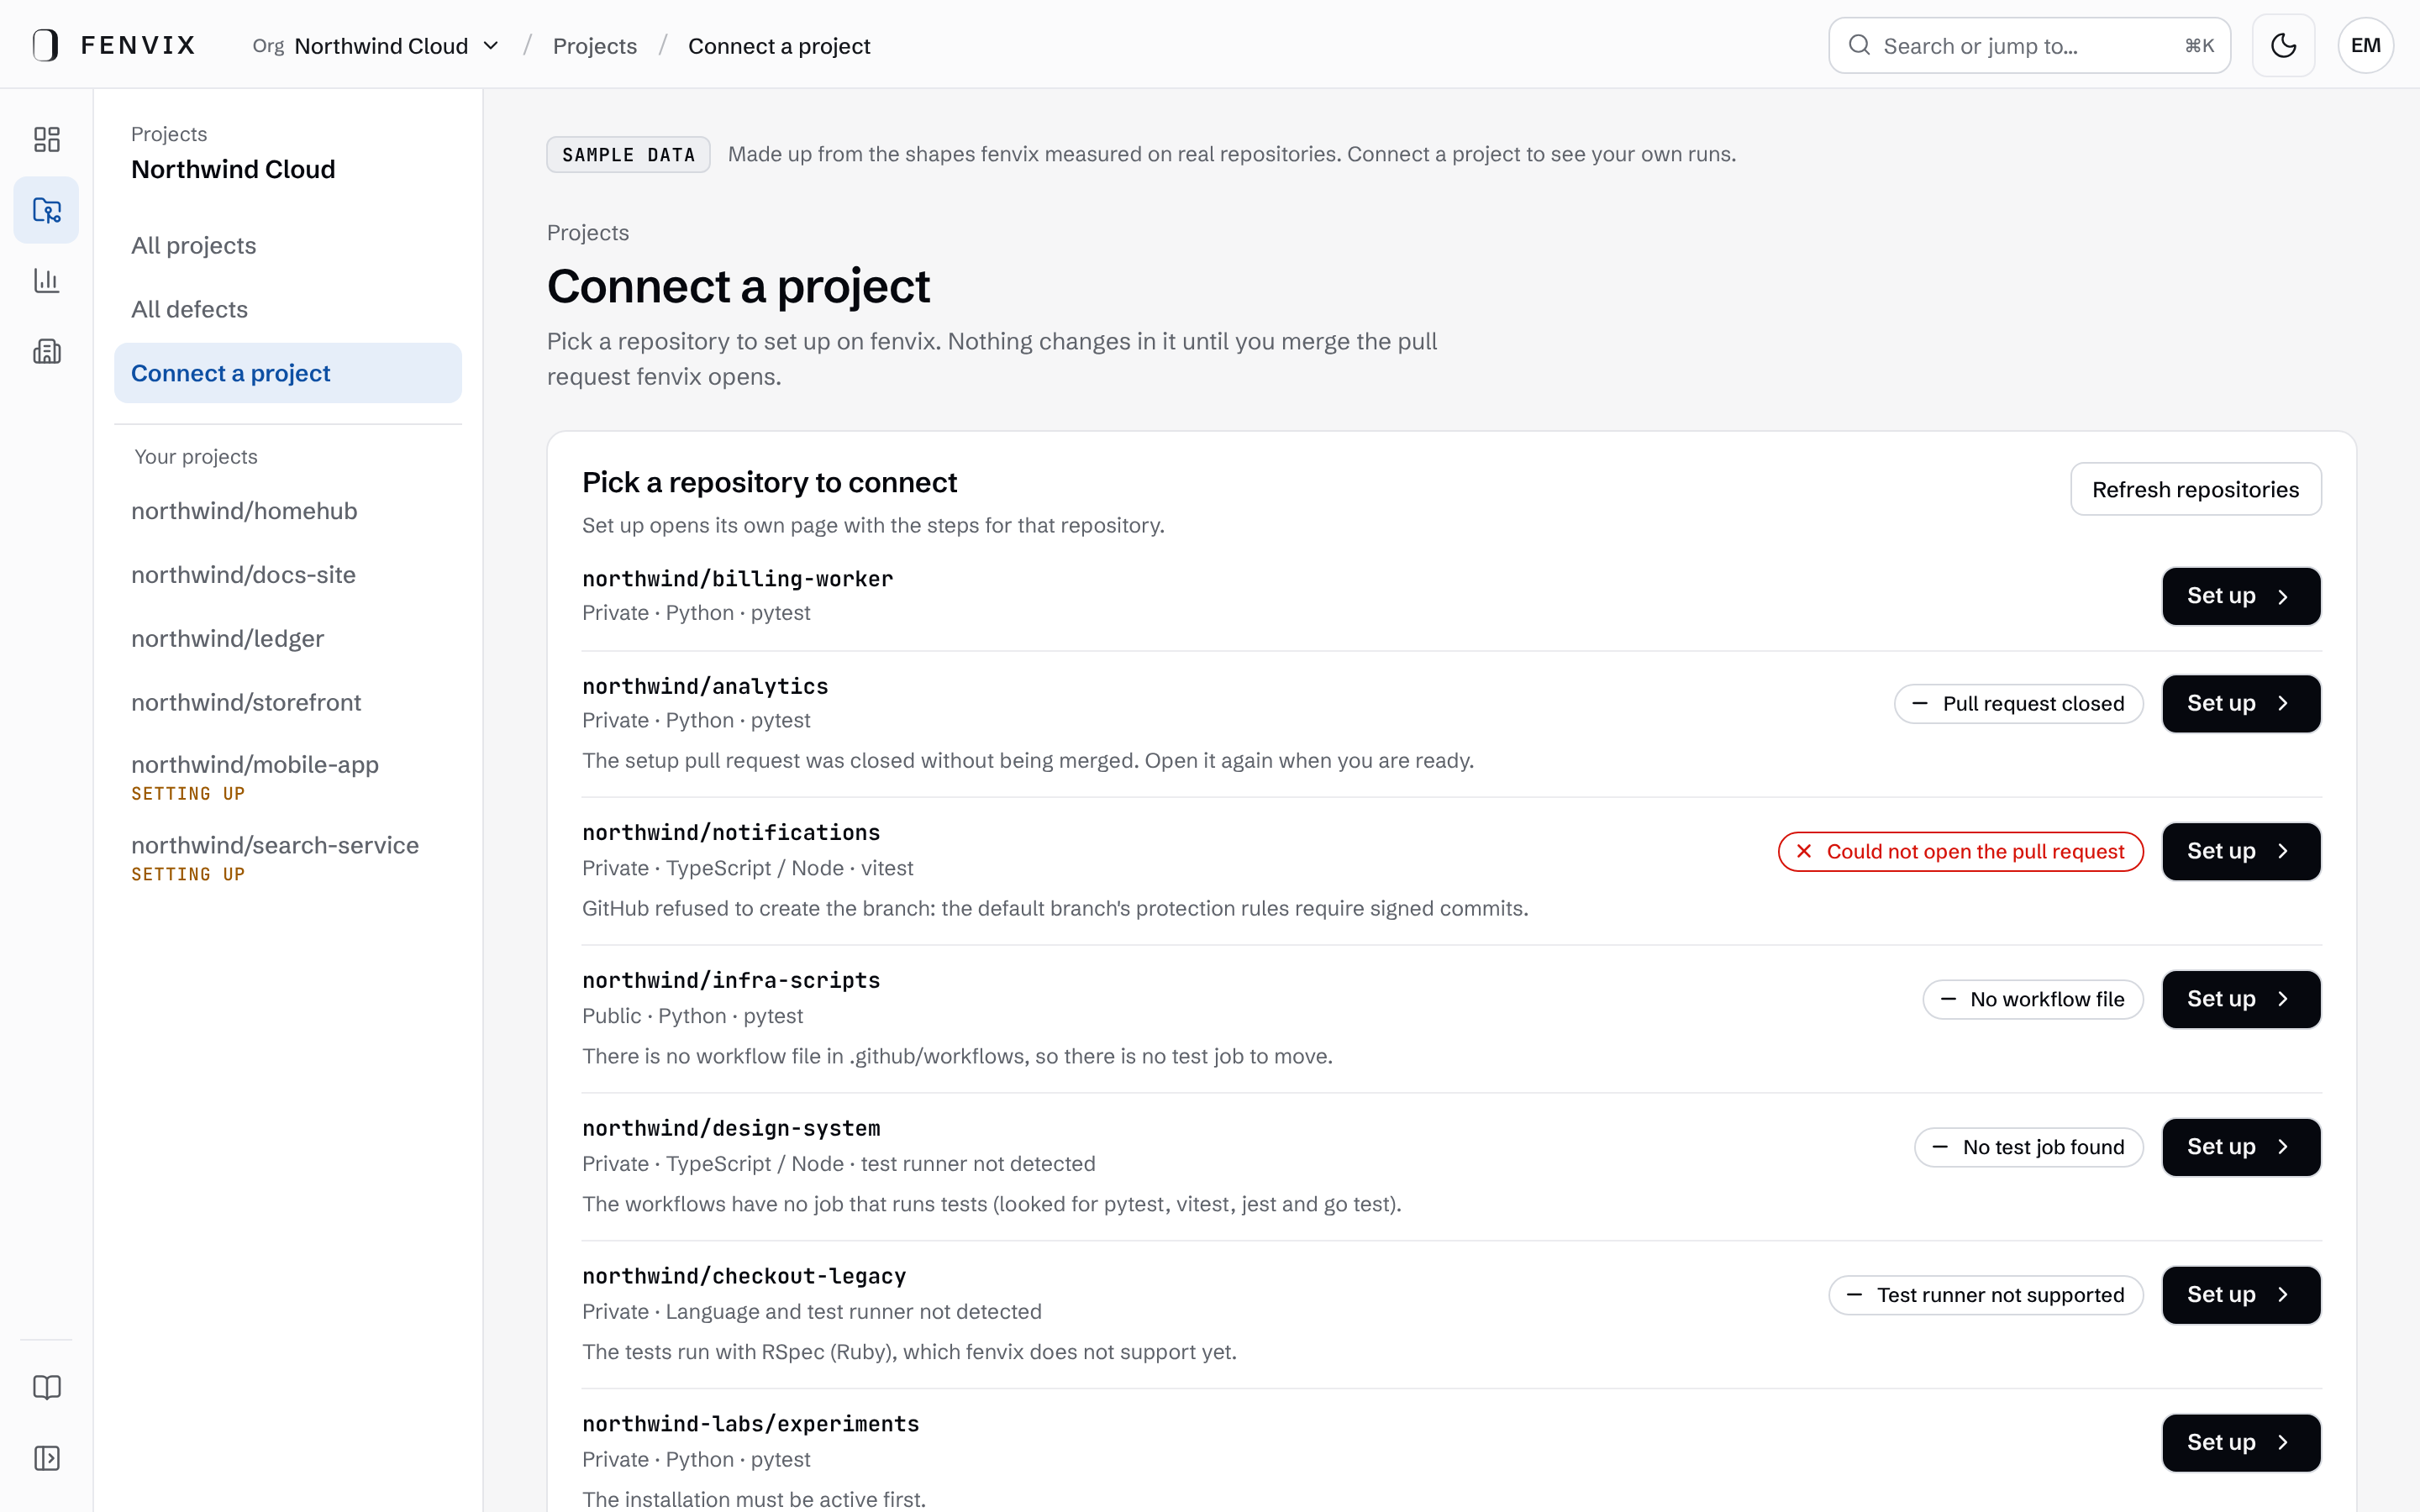 FENVIX
Org Northwind Cloud / Projects / Connect a project
Search or jump to... ⌘K
EM
Projects
Northwind Cloud
All projects
All defects
Connect a project
Your projects
northwind/homehub
northwind/docs-site
northwind/ledger
northwind/storefront
northwind/mobile-app
SETTING UP
northwind/search-service
SETTING UP
SAMPLE DATA Made up from the shapes fenvix measured on real repositories. Connect a project to see your own runs.
Projects
Connect a project
Pick a repository to set up on fenvix. Nothing changes in it until you merge the pull
request fenvix opens.
Pick a repository to connect
Refresh repositories
Set up opens its own page with the steps for that repository.
northwind/billing-worker
Private · Python · pytest
Set up
northwind/analytics
Private · Python · pytest
Pull request closed
Set up
The setup pull request was closed without being merged. Open it again when you are ready.
northwind/notifications
Private · TypeScript / Node · vitest
Could not open the pull request
Set up
GitHub refused to create the branch: the default branch's protection rules require signed commits.
northwind/infra-scripts
Public · Python · pytest
No workflow file
Set up
There is no workflow file in .github/workflows, so there is no test job to move.
northwind/design-system
Private · TypeScript / Node · test runner not detected
No test job found
Set up
The workflows have no job that runs tests (looked for pytest, vitest, jest and go test).
northwind/checkout-legacy
Private · Language and test runner not detected
Test runner not supported
Set up
The tests run with RSpec (Ruby), which fenvix does not support yet.
northwind-labs/experiments
Private · Python · pytest
Set up
The installation must be active first.